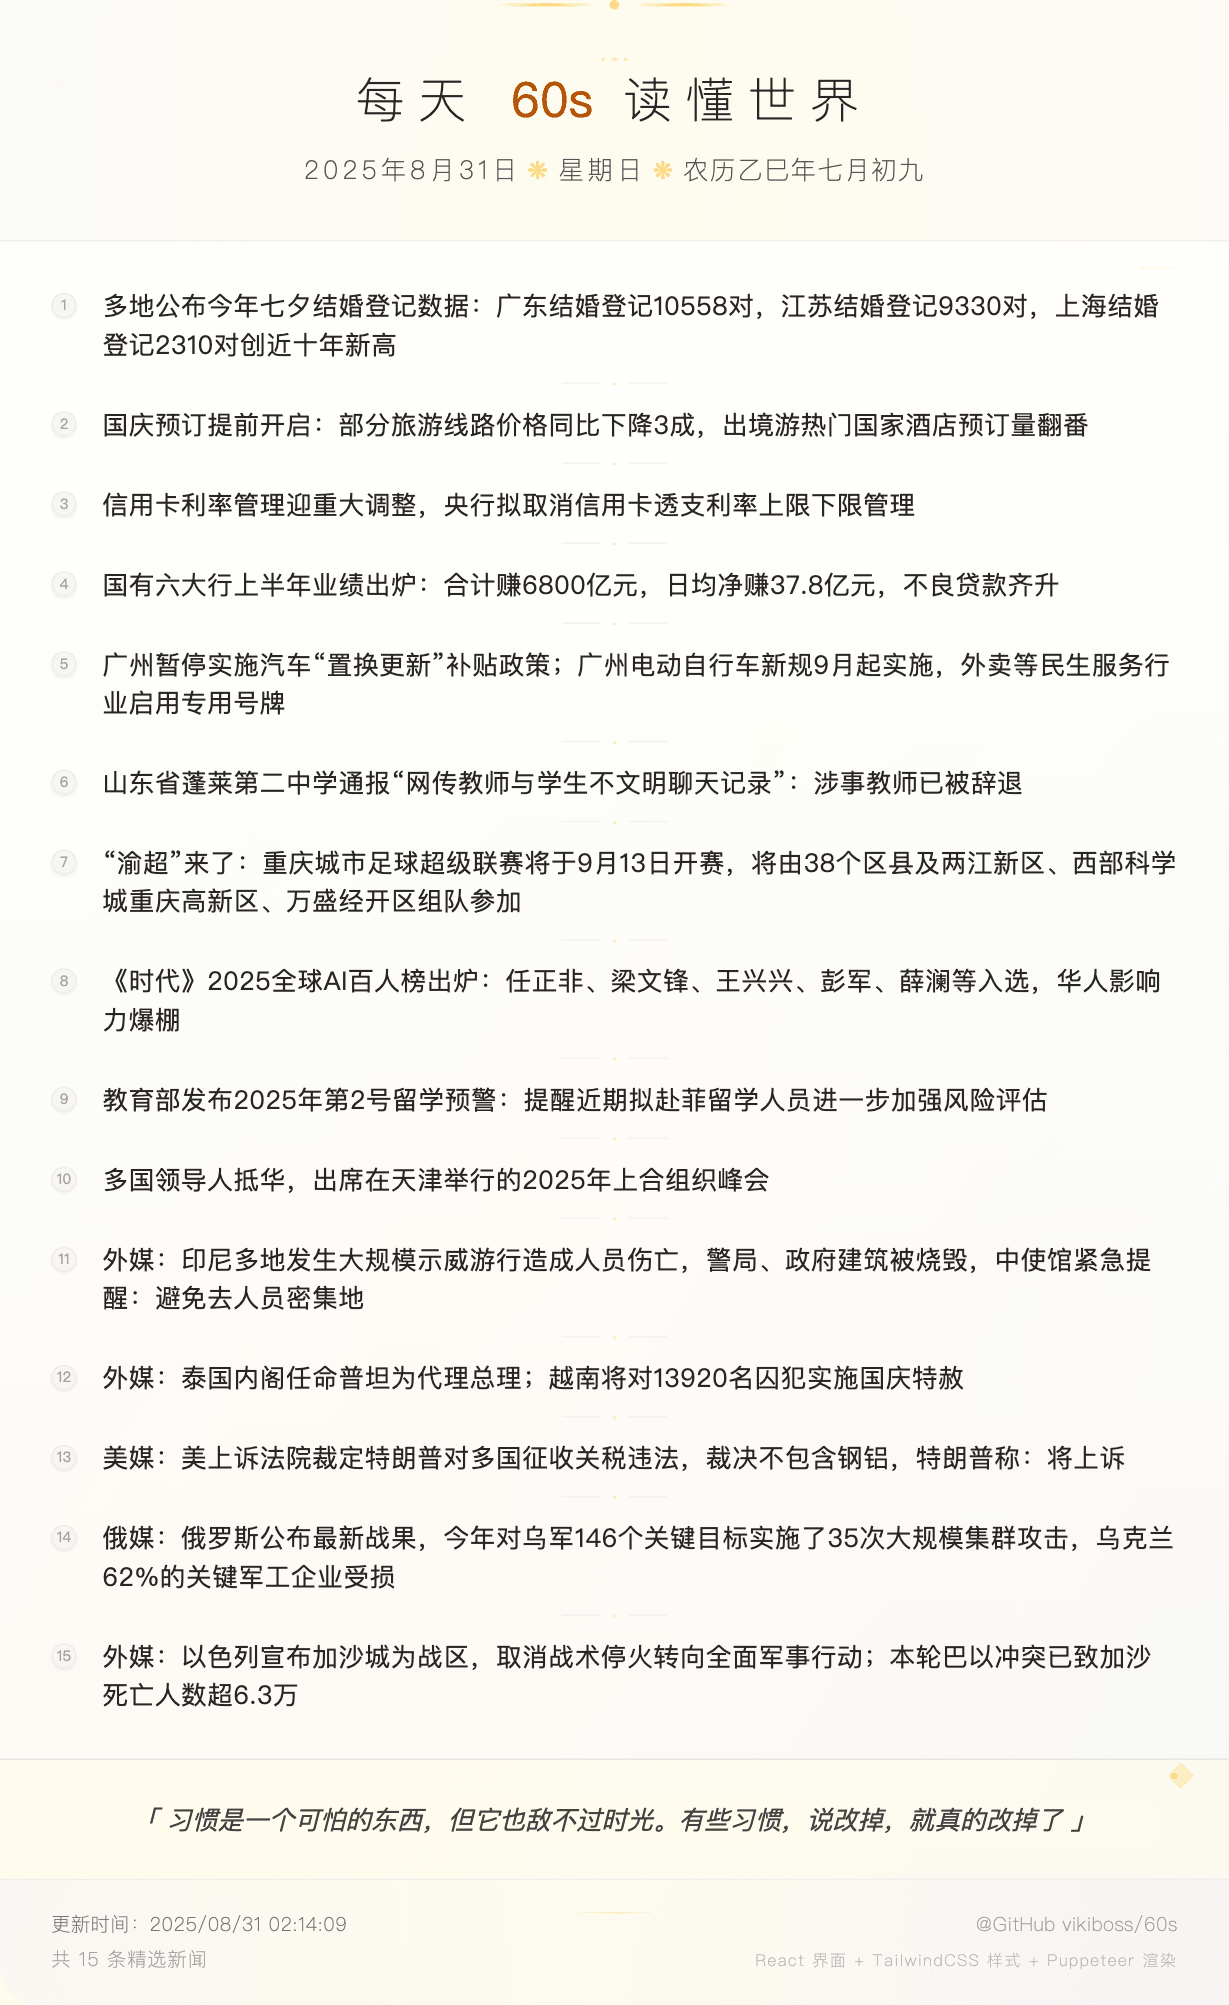 每天 60s 读懂世界
2025年8月31日 ❋ 星期日 ❋ 农历乙巳年七月初九
1 多地公布今年七夕结婚登记数据：广东结婚登记10558对，江苏结婚登记9330对，上海结婚
登记2310对创近十年新高
2 国庆预订提前开启：部分旅游线路价格同比下降3成，出境游热门国家酒店预订量翻番
3 信用卡利率管理迎重大调整，央行拟取消信用卡透支利率上限下限管理
4 国有六大行上半年业绩出炉：合计赚6800亿元，日均净赚37.8亿元，不良贷款齐升
5 广州暂停实施汽车“置换更新”补贴政策；广州电动自行车新规9月起实施，外卖等民生服务行
业启用专用号牌
6 山东省蓬莱第二中学通报“网传教师与学生不文明聊天记录”：涉事教师已被辞退
7 “渝超”来了：重庆城市足球超级联赛将于9月13日开赛，将由38个区县及两江新区、西部科学
城重庆高新区、万盛经开区组队参加
8 《时代》2025全球AI百人榜出炉：任正非、梁文锋、王兴兴、彭军、薛澜等入选，华人影响
力爆棚
9 教育部发布2025年第2号留学预警：提醒近期拟赴菲留学人员进一步加强风险评估
10 多国领导人抵华，出席在天津举行的2025年上合组织峰会
11 外媒：印尼多地发生大规模示威游行造成人员伤亡，警局、政府建筑被烧毁，中使馆紧急提
醒：避免去人员密集地
12 外媒：泰国内阁任命普坦为代理总理；越南将对13920名囚犯实施国庆特赦
13 美媒：美上诉法院裁定特朗普对多国征收关税违法，裁决不包含钢铝，特朗普称：将上诉
14 俄媒：俄罗斯公布最新战果，今年对乌军146个关键目标实施了35次大规模集群攻击，乌克兰
62%的关键军工企业受损
15 外媒：以色列宣布加沙城为战区，取消战术停火转向全面军事行动；本轮巴以冲突已致加沙
死亡人数超6.3万
「 习惯是一个可怕的东西，但它也敌不过时光。有些习惯，说改掉，就真的改掉了 」
更新时间：2025/08/31 02:14:09
@GitHub vikiboss/60s
共 15 条精选新闻
React 界面 + TailwindCSS 样式 + Puppeteer 渲染